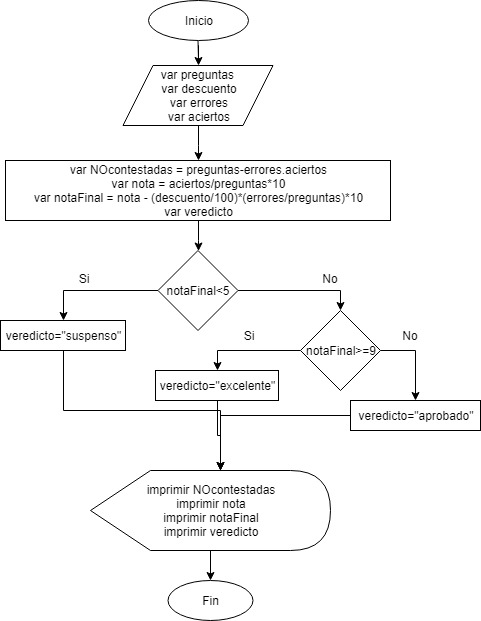 Inicio
var preguntas
var descuento
var errores
var aciertos
var NOcontestadas = preguntas-errores.aciertos
var nota = aciertos/preguntas*10
var notaFinal = nota - (descuento/100)*(errores/preguntas)*10
var veredicto
Si
notaFinal<5
No
veredicto="suspenso"
Si
notaFinal>=9
No
veredicto="excelente"
veredicto="aprobado"
imprimir NOcontestadas
imprimir nota
imprimir notaFinal
imprimir veredicto
Fin